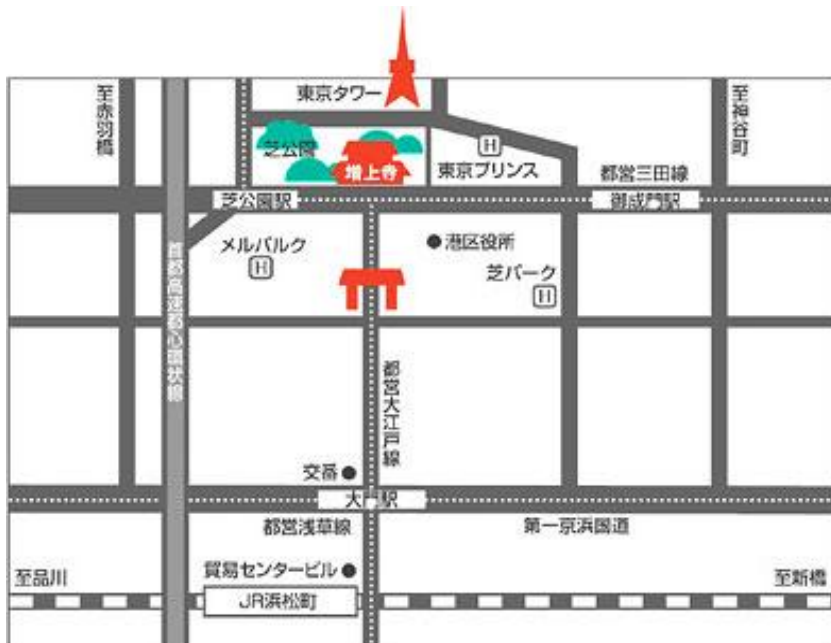 東京タワー
至赤羽橋
至神谷町
芝公園
増上寺
H
東京プリンス
都営三田線
芝公園駅
御成門駅
メルパルク
H
港区役所
芝パーク
H
首都高速都心環状線
都営大江戸線
交番
大門駅
都営浅草線
第一京浜国道
至品川
貿易センタービル
至新橋
JR浜松町